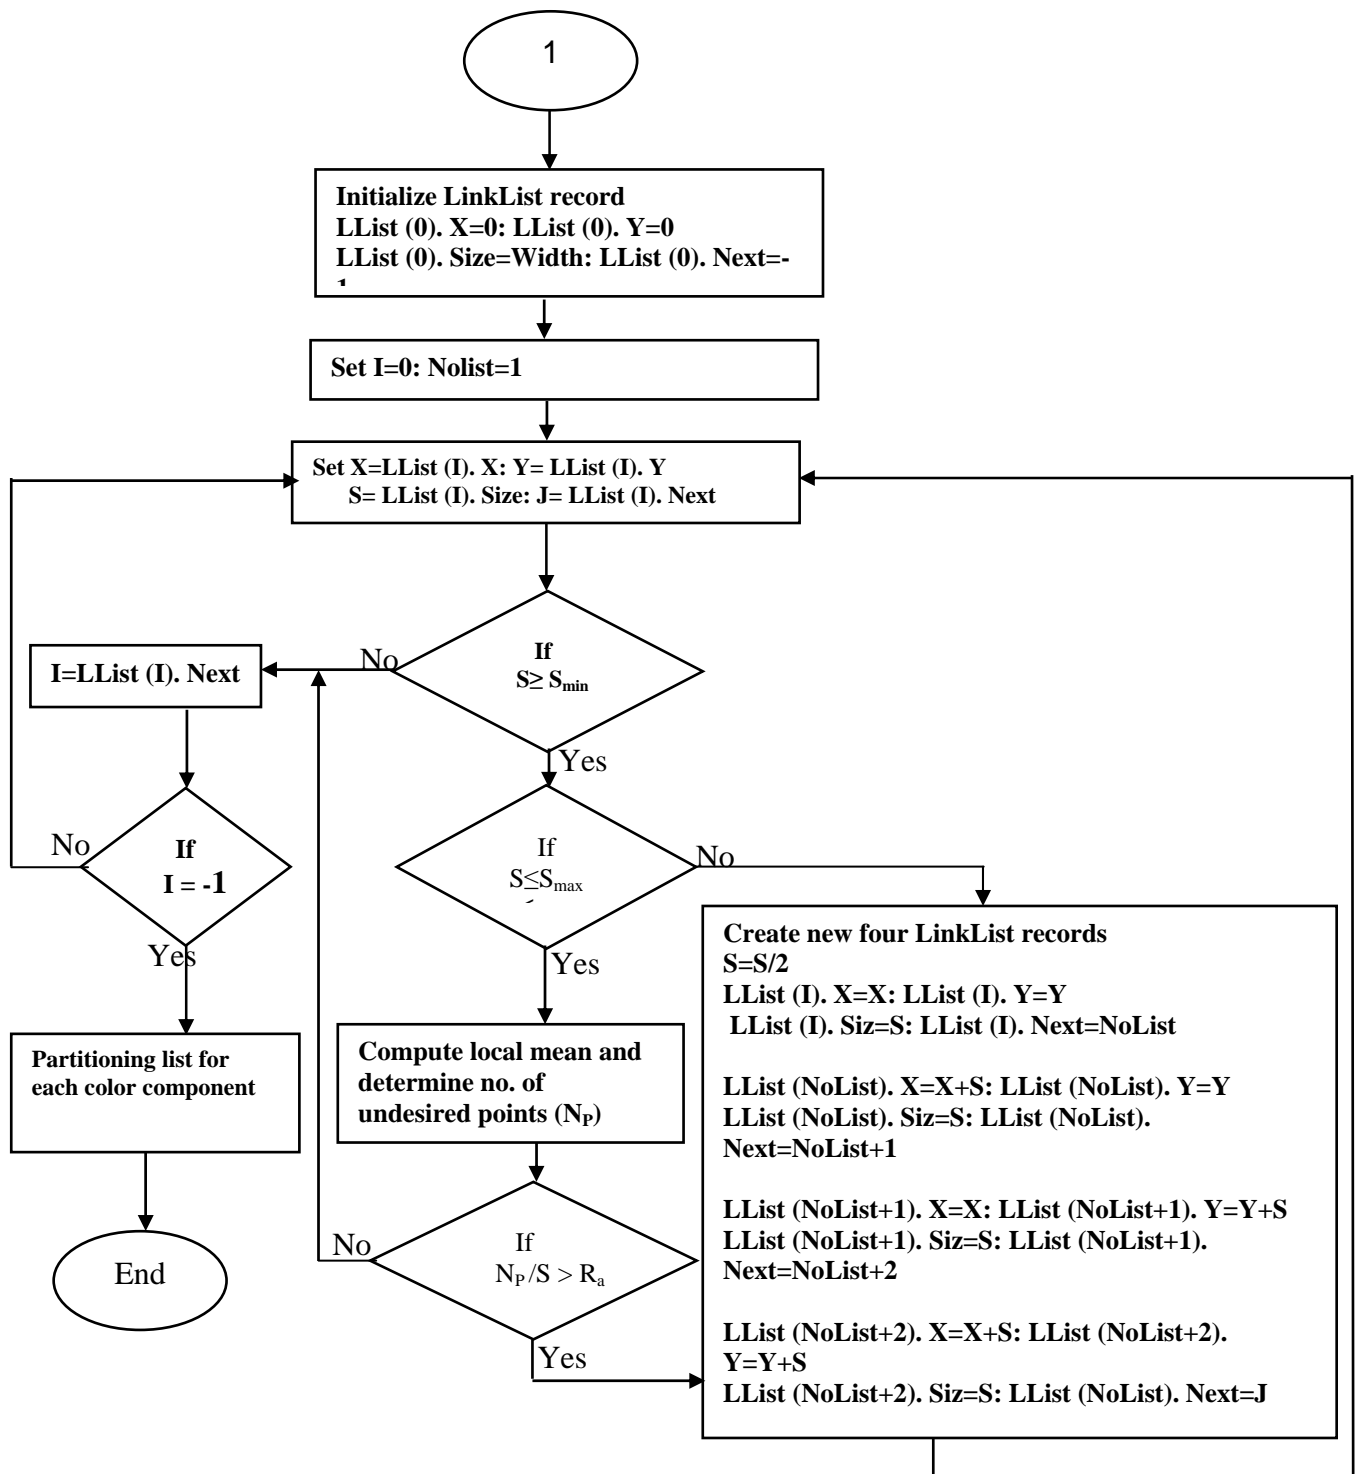 1
Initialize LinkList record
LList (0). X=0: LList (0). Y=0
LList (0). Size=Width: LList (0). Next=-
Set I=0: Nolist=1
Set X=LList (I). X: Y= LList (I). Y
S= LList (I). Size: J= LList (I). Next
If
S≥ Smin
No
Yes
I=LList (I). Next
If
I = -1
No
Yes
If
S≤Smax
No
Yes
Partitioning list for
each color component
End
Compute local mean and
determine no. of
undesired points (NP)
If
NP/S > Ra
No
Yes
Create new four LinkList records
S=S/2
LList (I). X=X: LList (I). Y=Y
LList (I). Siz=S: LList (I). Next=NoList
LList (NoList). X=X+S: LList (NoList). Y=Y
LList (NoList). Siz=S: LList (NoList).
Next=NoList+1
LList (NoList+1). X=X: LList (NoList+1). Y=Y+S
LList (NoList+1). Siz=S: LList (NoList+1).
Next=NoList+2
LList (NoList+2). X=X+S: LList (NoList+2).
Y=Y+S
LList (NoList+2). Siz=S: LList (NoList). Next=J